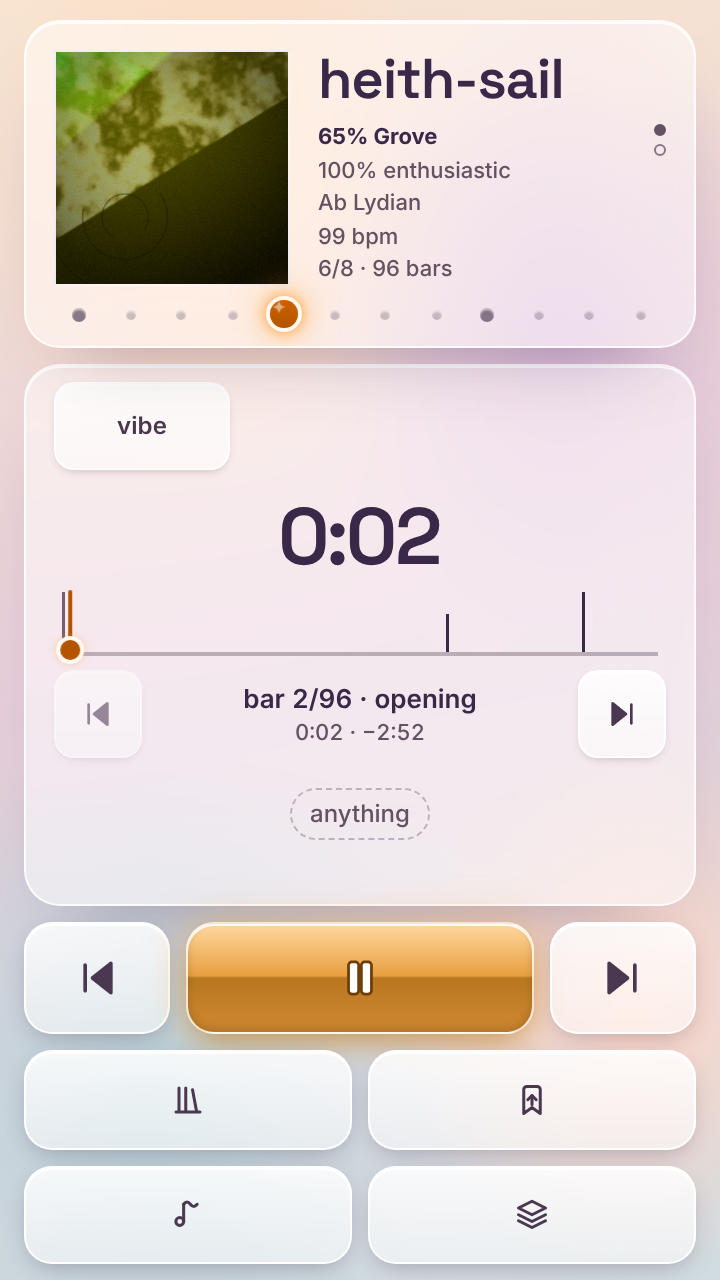 heith-sail
65% Grove
100% enthusiastic
Ab Lydian
99 bpm
6/8 · 96 bars
vibe
0:02
bar 2/96 · opening
0:02 · −2:52
anything